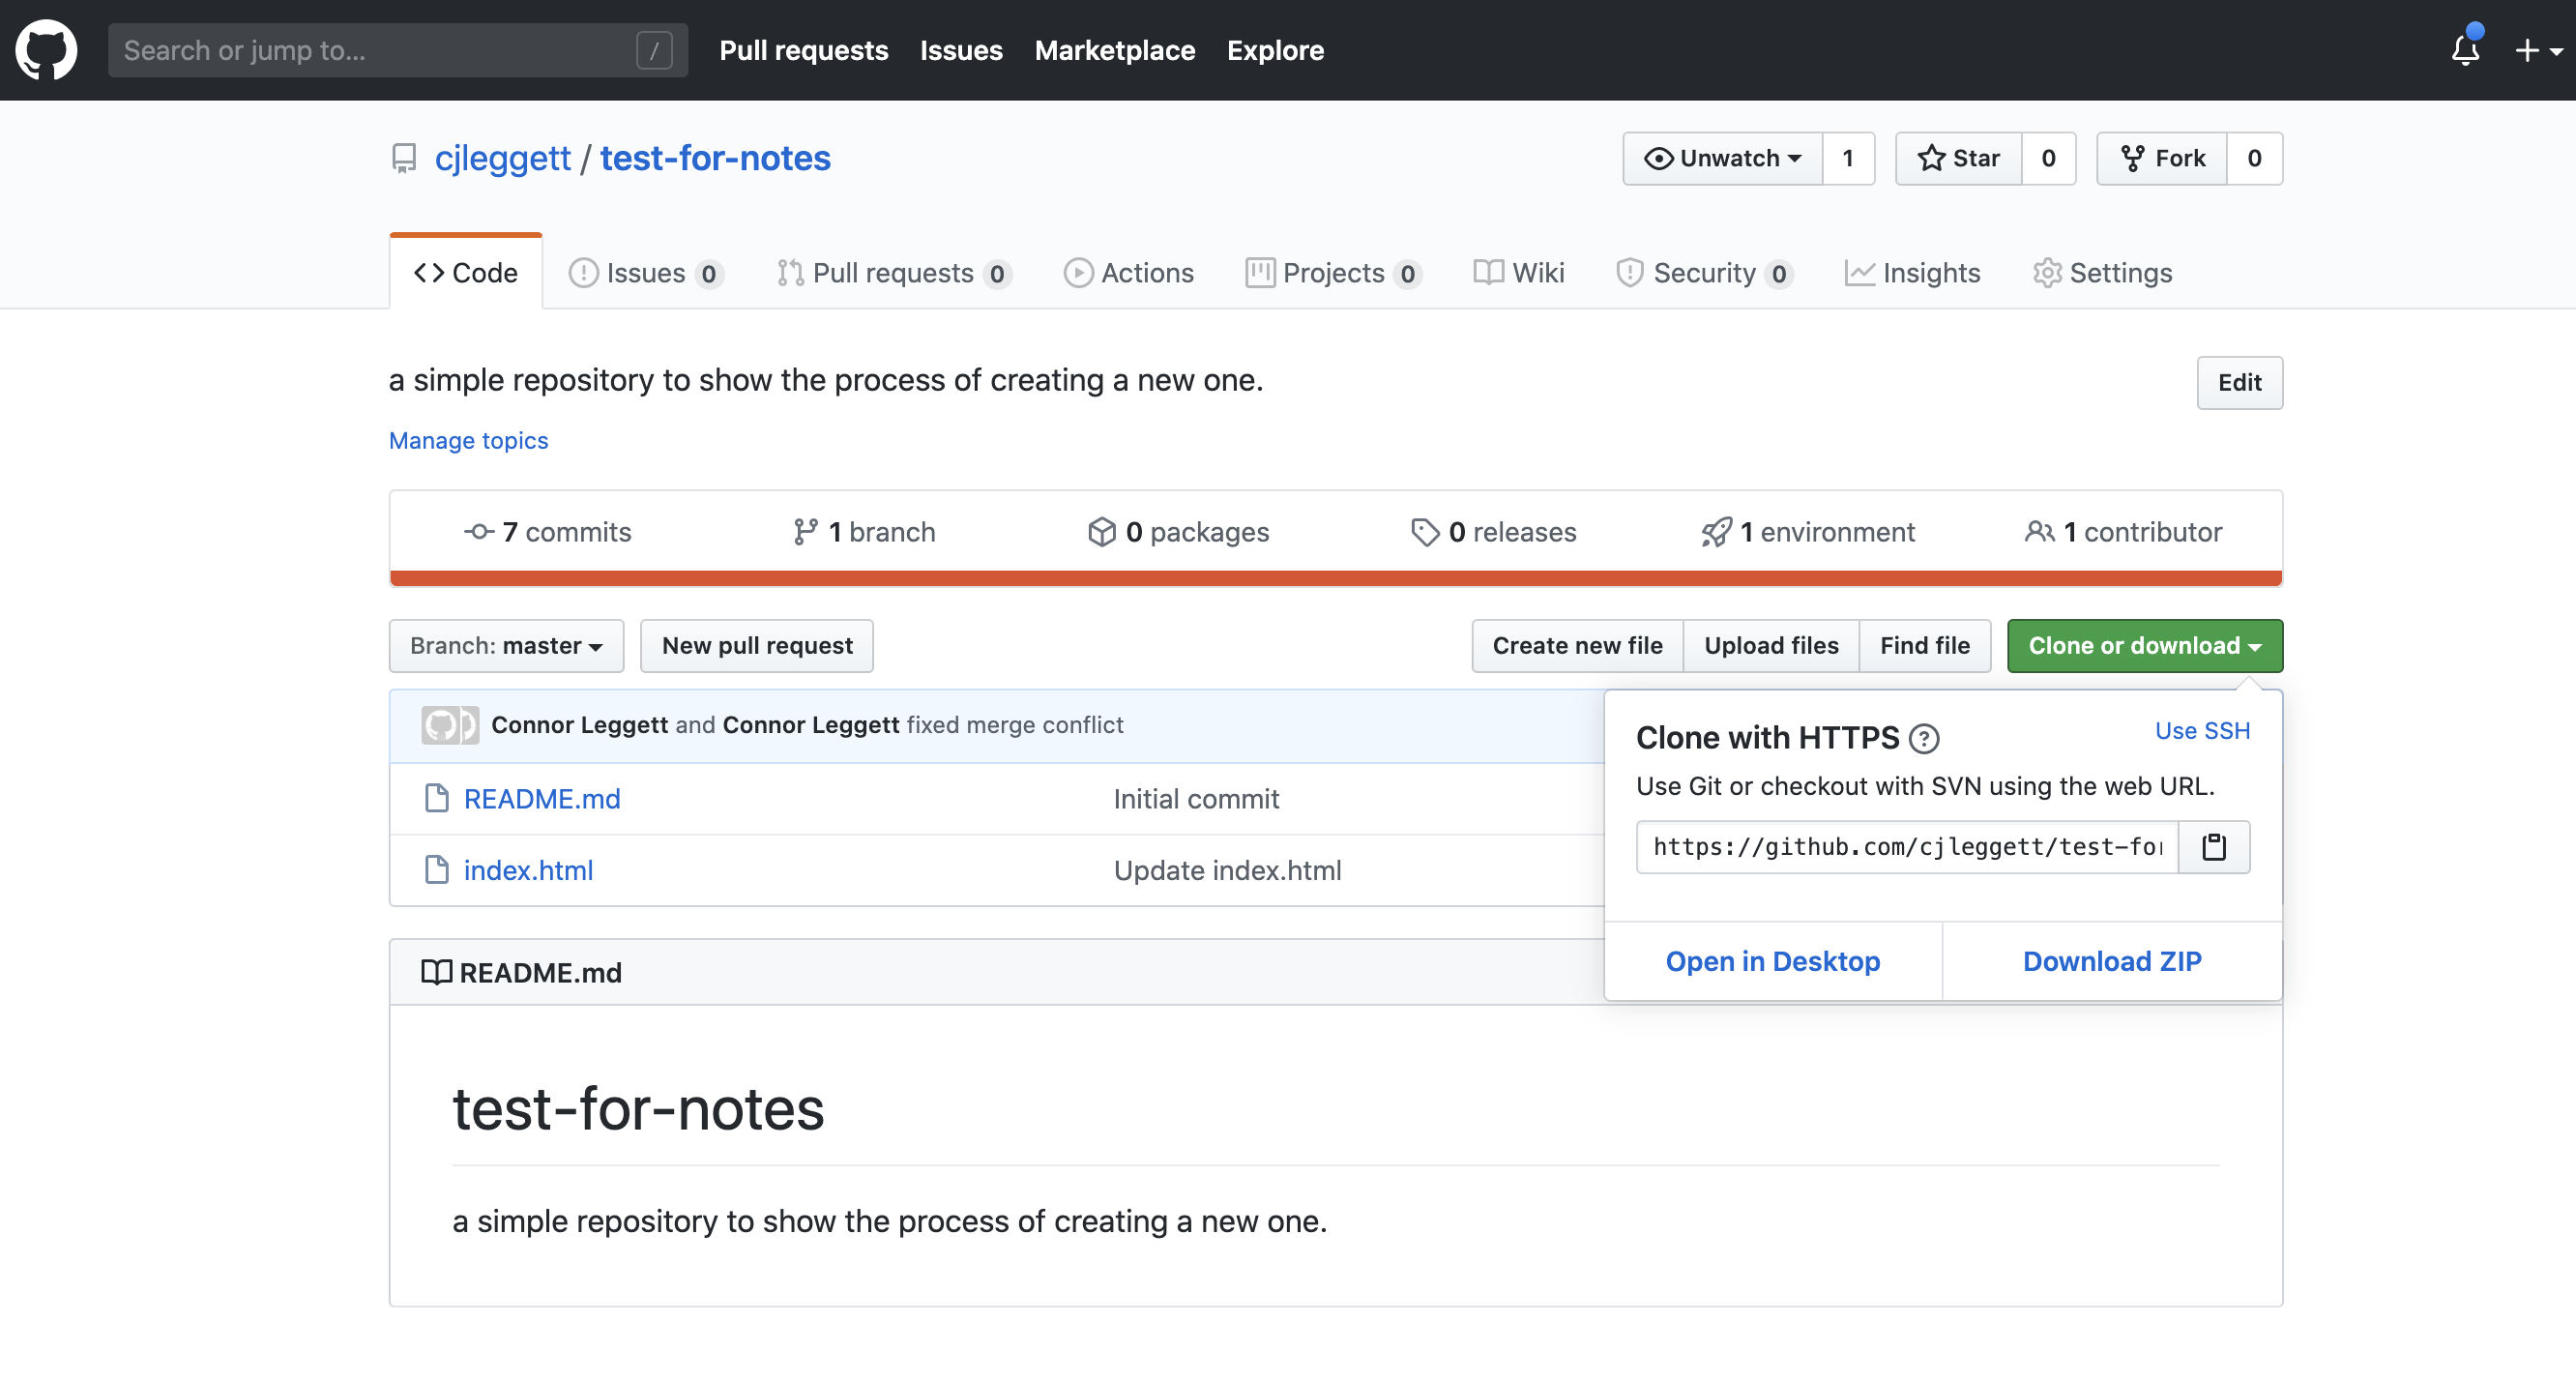 Search or jump to... /
Pull requests Issues Marketplace Explore
cjleggett / test-for-notes
Unwatch 1 Star 0 Fork 0
Code Issues 0 Pull requests 0 Actions Projects 0 Wiki Security 0 Insights Settings
a simple repository to show the process of creating a new one.
Edit
Manage topics
7 commits 1 branch 0 packages 0 releases 1 environment 1 contributor
Branch: master New pull request Create new file Upload files Find file Clone or download
Connor Leggett and Connor Leggett fixed merge conflict
README.md Initial commit
index.html Update index.html
Clone with HTTPS ? Use SSH
Use Git or checkout with SVN using the web URL.
https://github.com/cjleggett/test-for
Open in Desktop Download ZIP
README.md
test-for-notes
a simple repository to show the process of creating a new one.